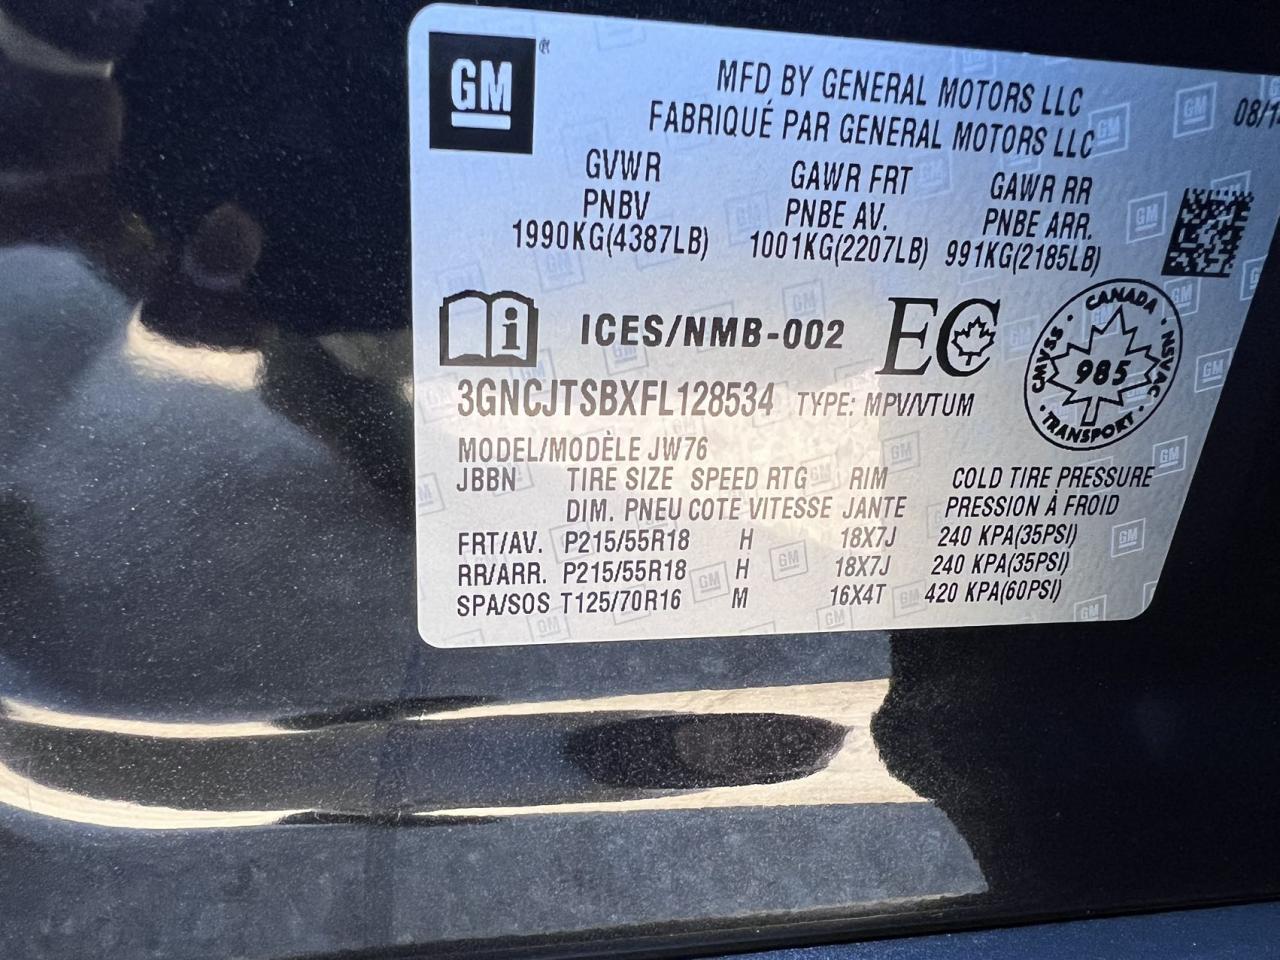 GM
MFD BY GENERAL MOTORS LLC
FABRIQUÉ PAR GENERAL MOTORS LLC
GVWR GAWR FRT GAWR RR
PNBV PNBE AV. PNBE ARR.
1990KG(4387LB) 1001KG(2207LB) 991KG(2185LB)
ICES/NMB-002 EC
CANADA NSVAC TRANSPORT CMVSS 985
3GNCJTSBXFL128534 TYPE: MPV/VTUM
MODEL/MODÈLE JW76
JBBN TIRE SIZE SPEED RTG RIM COLD TIRE PRESSURE
DIM. PNEU COTE VITESSE JANTE PRESSION À FROID
FRT/AV. P215/55R18 H 18X7J 240 KPA(35PSI)
RR/ARR. P215/55R18 H 18X7J 240 KPA(35PSI)
SPA/SOS T125/70R16 M 16X4T 420 KPA(60PSI)